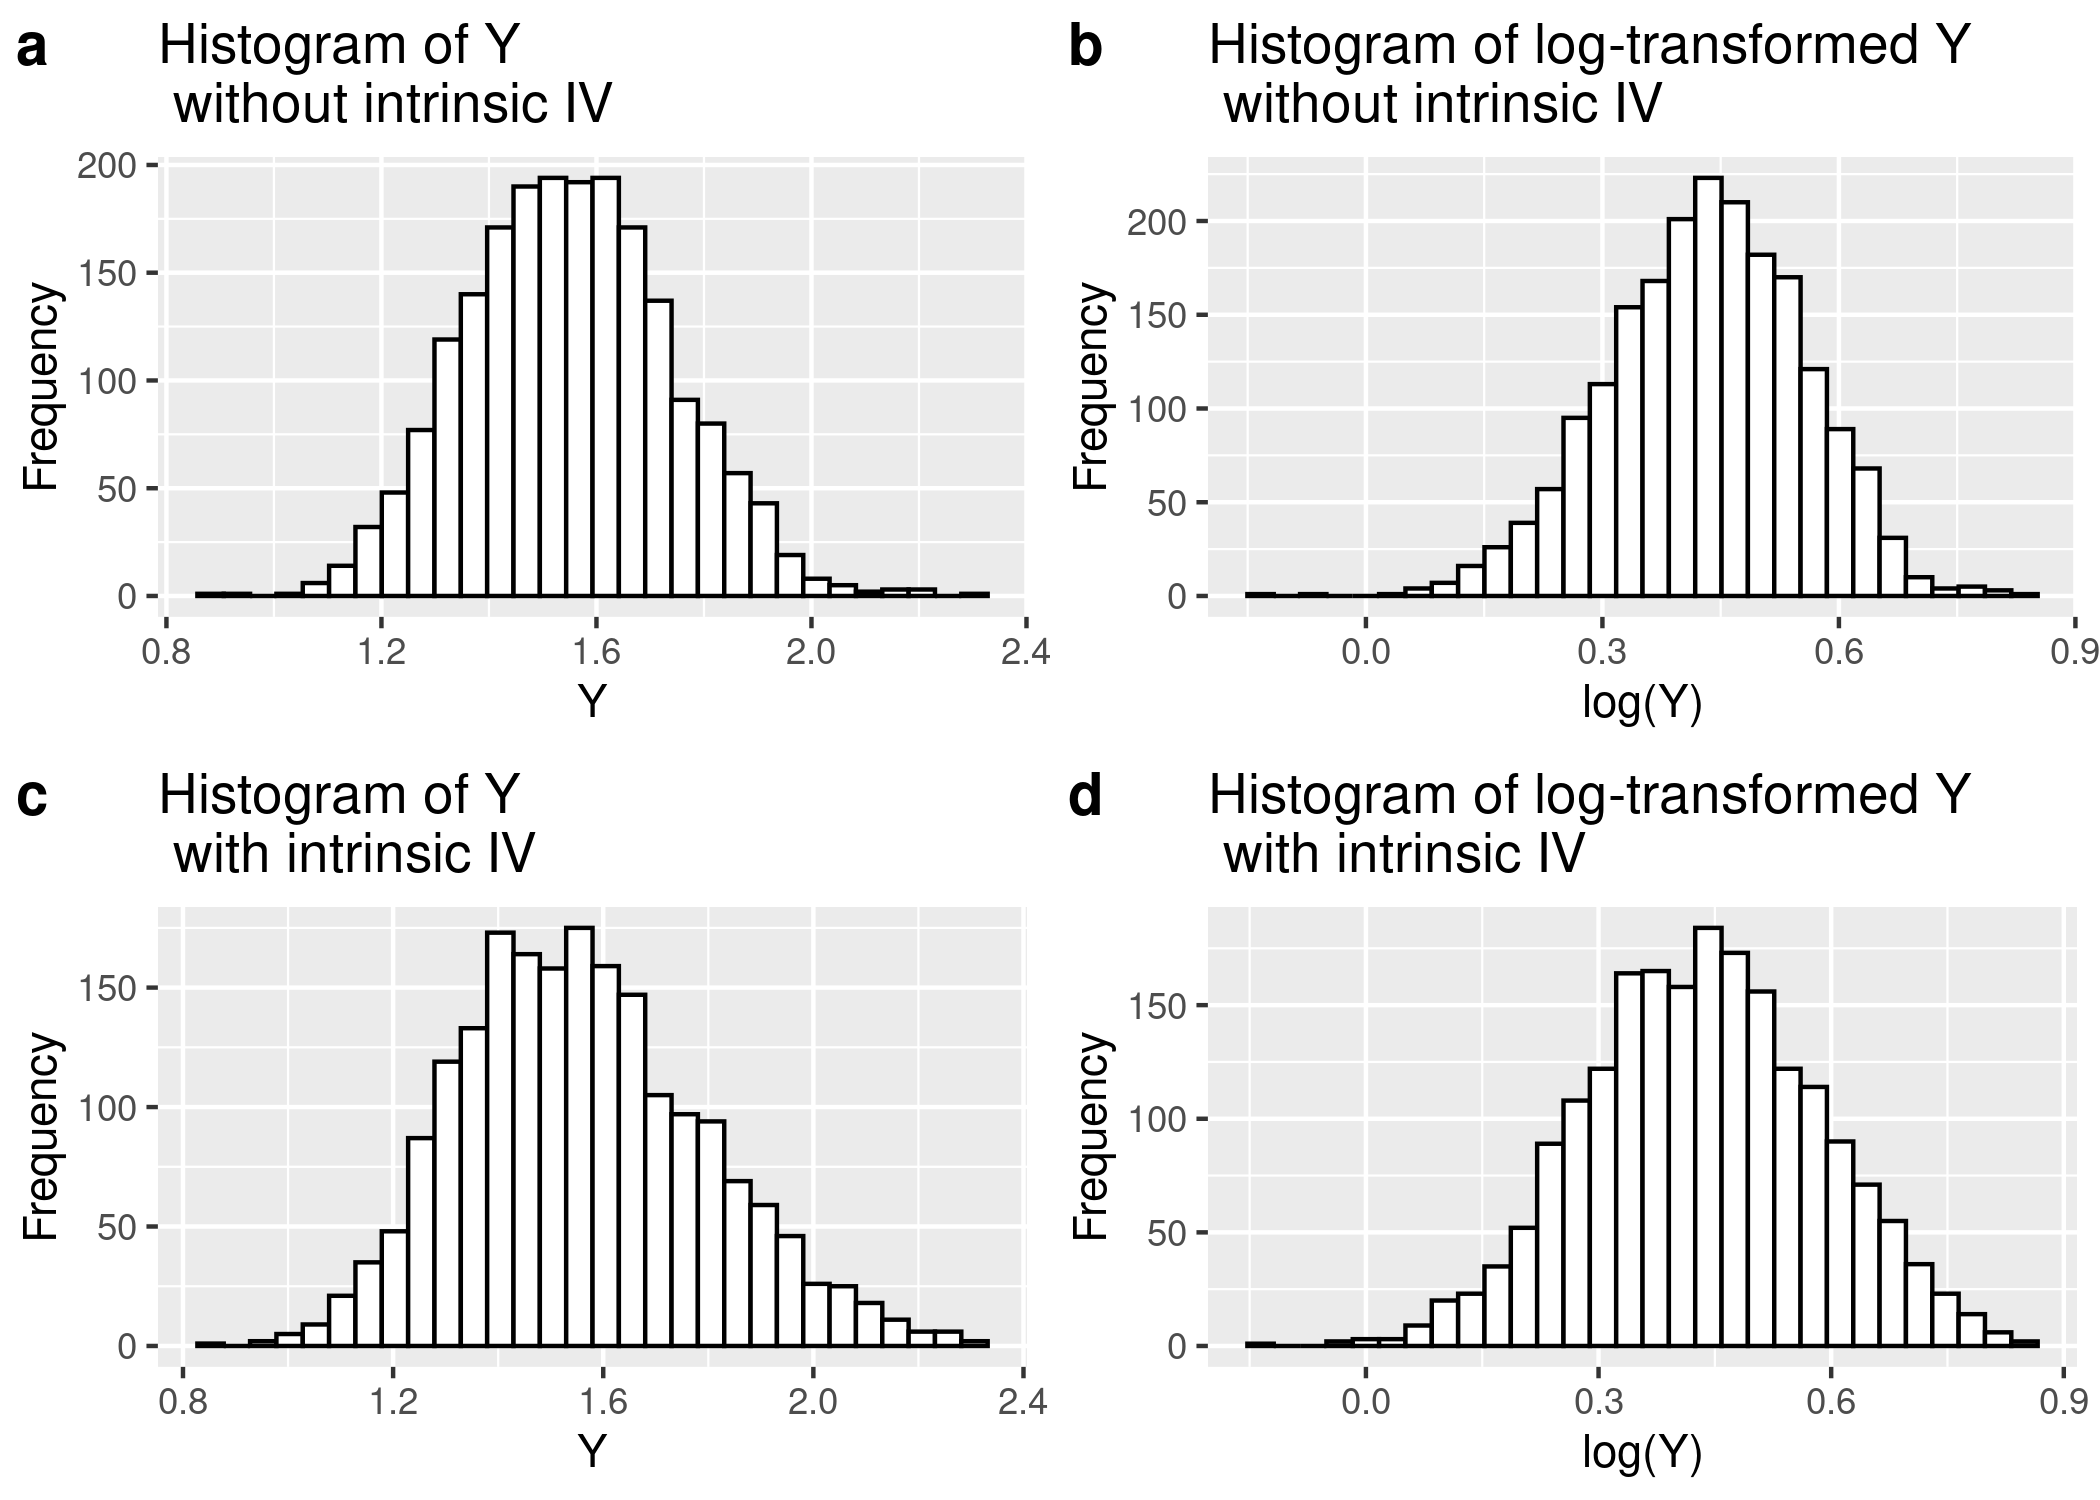 a
Histogram of Y
without intrinsic IV
200
150
100
50
0
Frequency
0.8 1.2 1.6 2.0 2.4
Y
b
Histogram of log-transformed Y
without intrinsic IV
200
150
100
50
0
Frequency
0.0 0.3 0.6 0.9
log(Y)
c
Histogram of Y
with intrinsic IV
150
100
50
0
Frequency
0.8 1.2 1.6 2.0 2.4
Y
d
Histogram of log-transformed Y
with intrinsic IV
150
100
50
0
Frequency
0.0 0.3 0.6 0.9
log(Y)